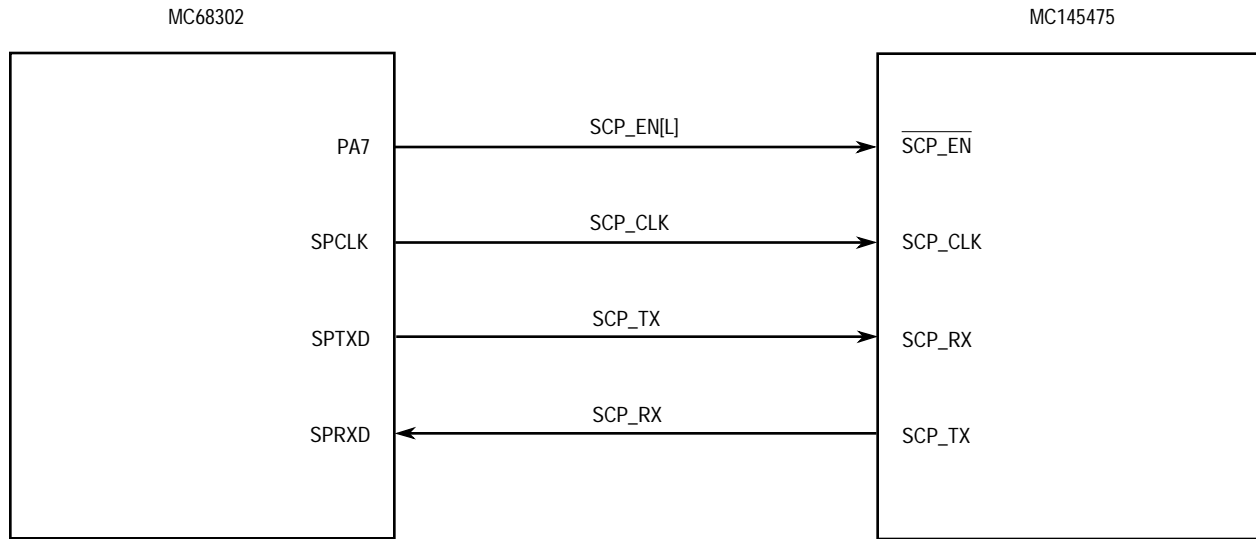 MC68302
MC145475
PA7
SCP_EN[L]
SCP_EN
SPCLK
SCP_CLK
SCP_CLK
SPTXD
SCP_TX
SCP_RX
SPRXD
SCP_RX
SCP_TX